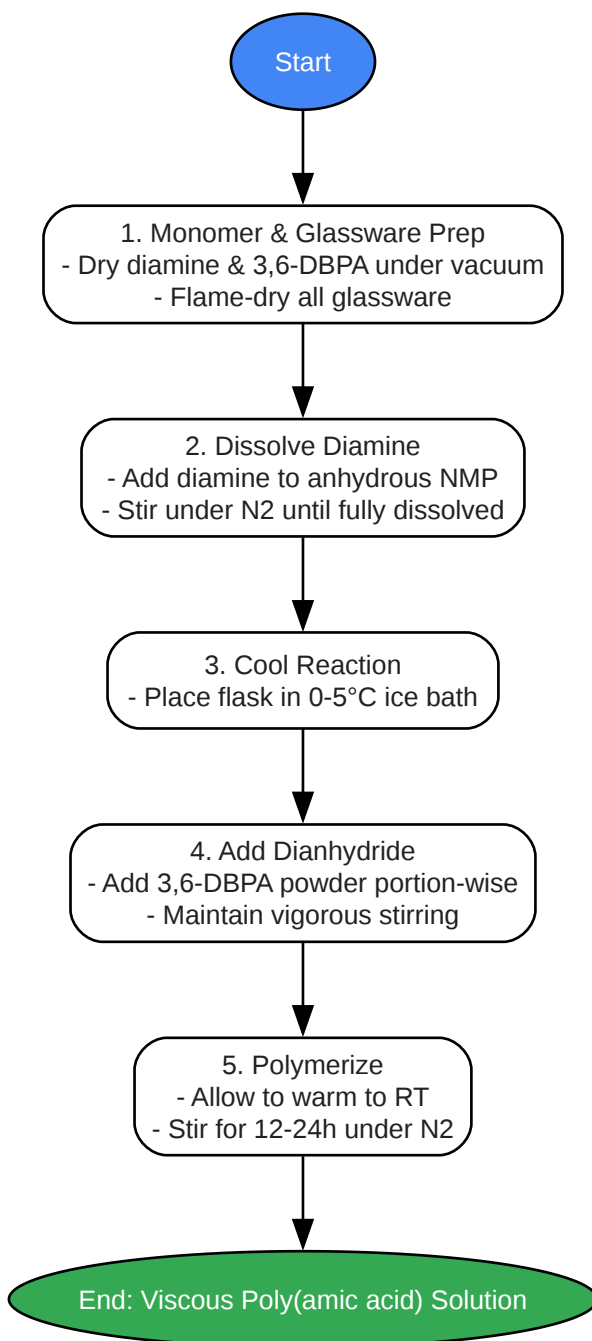 Start
1. Monomer & Glassware Prep
- Dry diamine & 3,6-DBPA under vacuum
- Flame-dry all glassware
2. Dissolve Diamine
- Add diamine to anhydrous NMP
- Stir under N2 until fully dissolved
3. Cool Reaction
- Place flask in 0-5°C ice bath
4. Add Dianhydride
- Add 3,6-DBPA powder portion-wise
- Maintain vigorous stirring
5. Polymerize
- Allow to warm to RT
- Stir for 12-24h under N2
End: Viscous Poly(amic acid) Solution